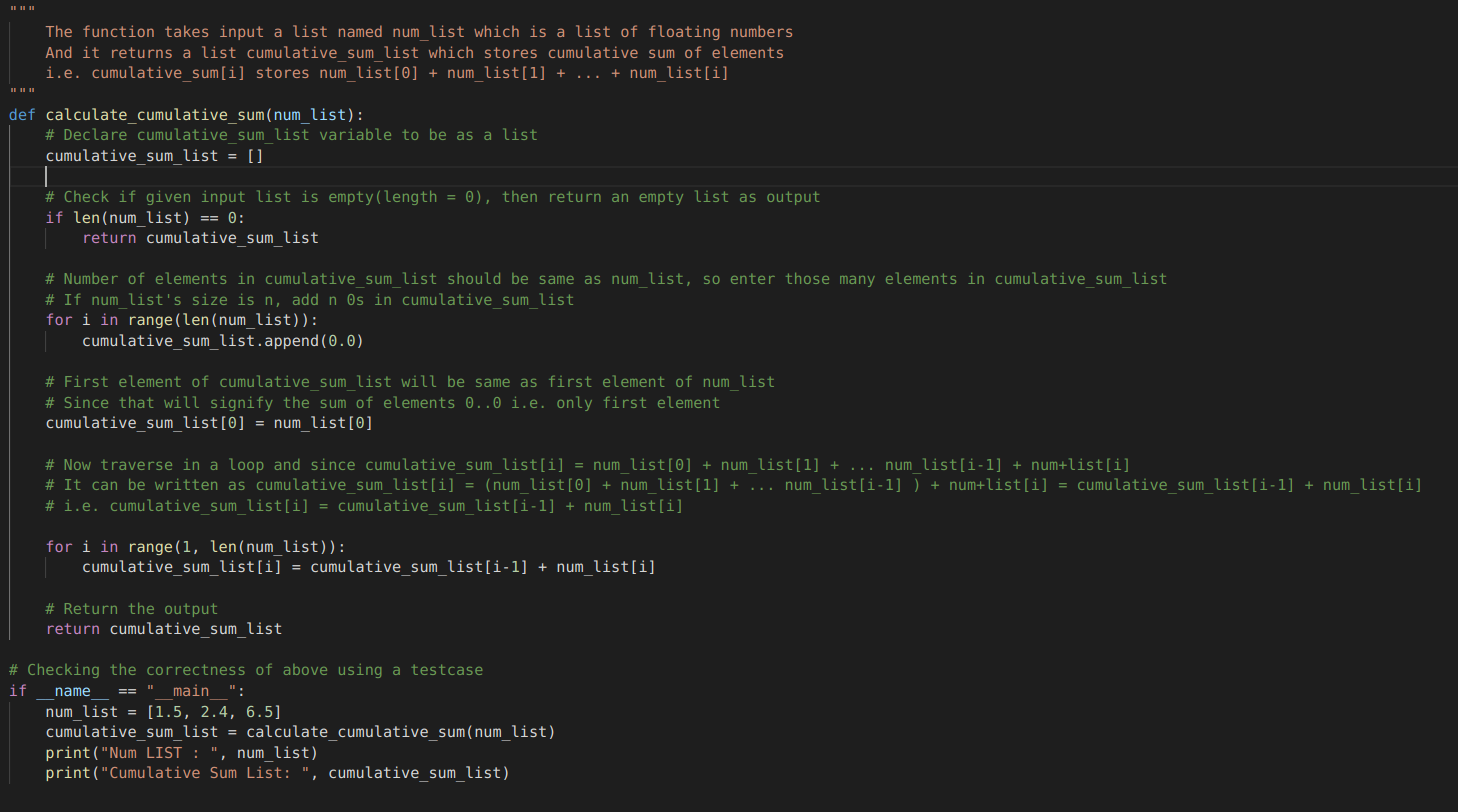 """
    The function takes input a list named num_list which is a list of floating numbers
    And it returns a list cumulative_sum_list which stores cumulative sum of elements
    i.e. cumulative_sum[i] stores num_list[0] + num_list[1] + ... + num_list[i]
"""
def calculate_cumulative_sum(num_list):
    # Declare cumulative_sum_list variable to be as a list
    cumulative_sum_list = []

    # Check if given input list is empty(length = 0), then return an empty list as output
    if len(num_list) == 0:
        return cumulative_sum_list

    # Number of elements in cumulative_sum_list should be same as num_list, so enter those many elements in cumulative_sum_list
    # If num_list's size is n, add n 0s in cumulative_sum_list
    for i in range(len(num_list)):
        cumulative_sum_list.append(0.0)

    # First element of cumulative_sum_list will be same as first element of num_list
    # Since that will signify the sum of elements 0..0 i.e. only first element
    cumulative_sum_list[0] = num_list[0]

    # Now traverse in a loop and since cumulative_sum_list[i] = num_list[0] + num_list[1] + ... num_list[i-1] + num+list[i]
    # It can be written as cumulative_sum_list[i] = (num_list[0] + num_list[1] + ... num_list[i-1] ) + num+list[i] = cumulative_sum_list[i-1] + num_list[i]
    # i.e. cumulative_sum_list[i] = cumulative_sum_list[i-1] + num_list[i]

    for i in range(1, len(num_list)):
        cumulative_sum_list[i] = cumulative_sum_list[i-1] + num_list[i]

    # Return the output
    return cumulative_sum_list

# Checking the correctness of above using a testcase
if __name__ == "__main__":
    num_list = [1.5, 2.4, 6.5]
    cumulative_sum_list = calculate_cumulative_sum(num_list)
    print("Num LIST : ", num_list)
    print("Cumulative Sum List: ", cumulative_sum_list)